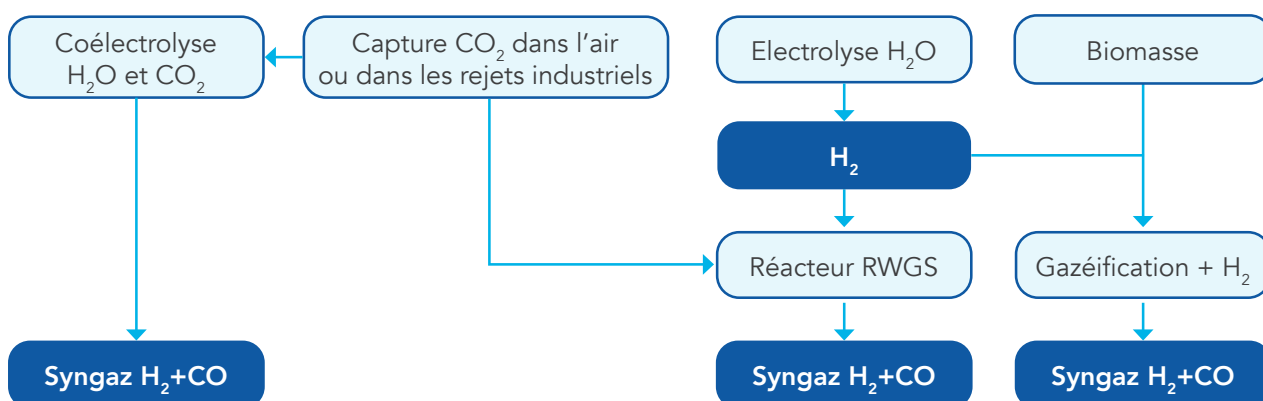 Coélectrolyse
H₂O et CO₂
Capture CO₂ dans l'air
ou dans les rejets industriels
Electrolyse H₂O
Biomasse
H₂
Réacteur RWGS
Gazéification + H₂
Syngaz H₂+CO
Syngaz H₂+CO
Syngaz H₂+CO